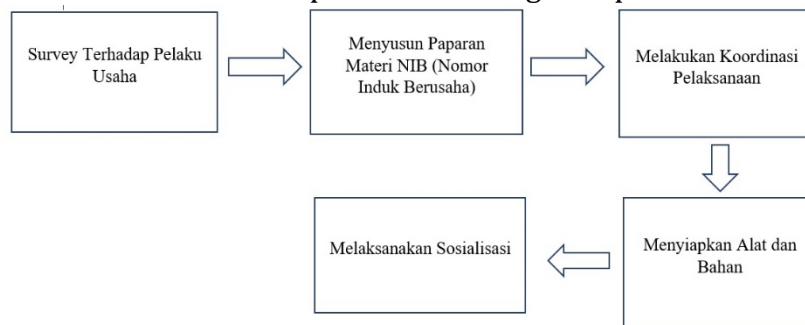 Survey Terhadap Pelaku
Usaha
Menyusun Paparan
Materi NIB (Nomor
Induk Berusaha)
Melakukan Koordinasi
Pelaksanaan
Menyiapkan Alat dan
Bahan
Melaksanakan Sosialisasi